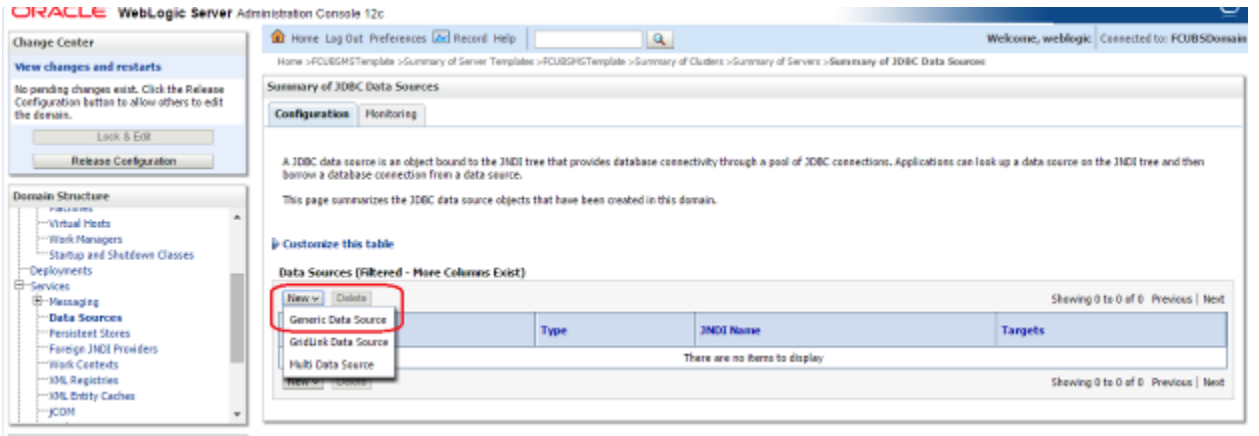 ORACLE WebLogic Server Administration Console 12c
Change Center
View changes and restarts
No pending changes exist. Click the Release
Configuration button to allow others to edit
the domain.
Lock & Edit
Release Configuration
Domain Structure
Machines
Virtual Hosts
Work Managers
Startup and Shutdown Classes
Deployments
Services
Messaging
Data Sources
Persistent Stores
Foreign JNDI Providers
Work Contexts
XML Registries
XML Entity Caches
jCOM
Home Log Out Preferences Record Help
Welcome, weblogic Connected to: FCUBSDomain
Home >FCUBSMSTemplate >Summary of Server Templates >FCUBSMSTemplate >Summary of Clusters >Summary of Servers >Summary of JDBC Data Sources
Summary of JDBC Data Sources
Configuration Monitoring
A JDBC data source is an object bound to the JNDI tree that provides database connectivity through a pool of JDBC connections. Applications can look up a data source on the JNDI tree and then
borrow a database connection from a data source.
This page summarizes the JDBC data source objects that have been created in this domain.
Customize this table
Data Sources (Filtered - More Columns Exist)
New Delete
Showing 0 to 0 of 0 Previous | Next
Generic Data Source
GridLink Data Source
Multi Data Source
Type JNDI Name Targets
There are no items to display
New Delete
Showing 0 to 0 of 0 Previous | Next